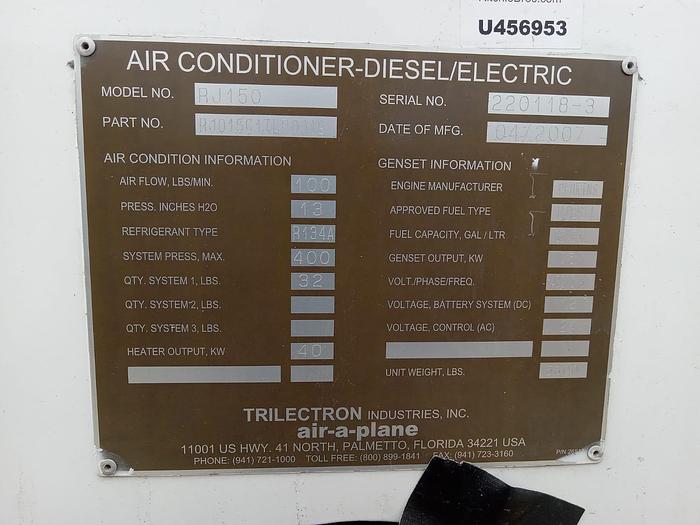 U456953
AIR CONDITIONER-DIESEL/ELECTRIC
MODEL NO. RJ150
PART NO.
SERIAL NO. 220118-3
DATE OF MFG. 04/2007
AIR CONDITION INFORMATION
AIR FLOW, LBS/MIN. 100
PRESS. INCHES H2O 13
REFRIGERANT TYPE R134A
SYSTEM PRESS, MAX. 400
QTY. SYSTEM 1, LBS. 32
QTY. SYSTEM 2, LBS.
QTY. SYSTEM 3, LBS.
HEATER OUTPUT, KW 40
GENSET INFORMATION
ENGINE MANUFACTURER
APPROVED FUEL TYPE
FUEL CAPACITY, GAL / LTR
GENSET OUTPUT, KW
VOLT./PHASE/FREQ.
VOLTAGE, BATTERY SYSTEM (DC)
VOLTAGE, CONTROL (AC)
UNIT WEIGHT, LBS.
TRILECTRON INDUSTRIES, INC.
air-a-plane
11001 US HWY. 41 NORTH, PALMETTO, FLORIDA 34221 USA
PHONE: (941) 721-1000 TOLL FREE: (800) 899-1841 FAX: (941) 723-3160
P/N